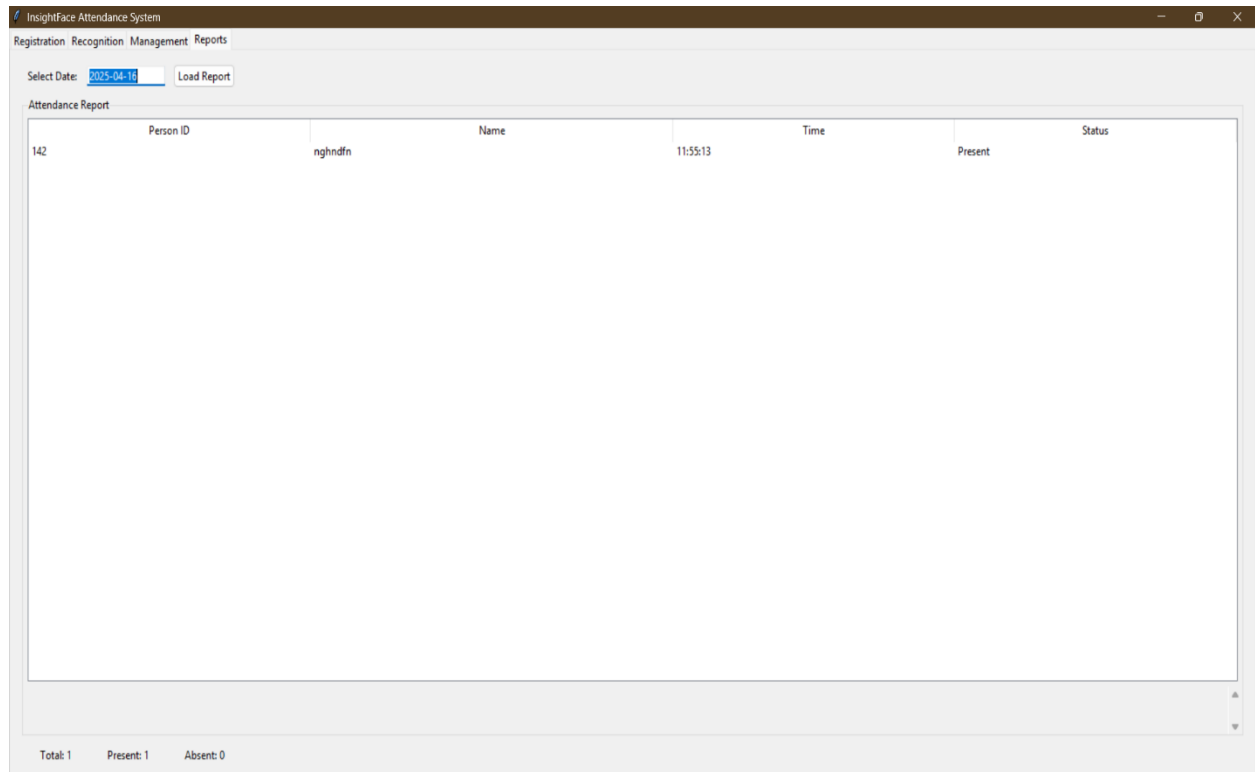 InsightFace Attendance System
Registration Recognition Management Reports
Select Date: 2025-04-16 Load Report
Attendance Report
Person ID Name Time Status
142 nghndfn 11:55:13 Present
Total: 1 Present: 1 Absent: 0